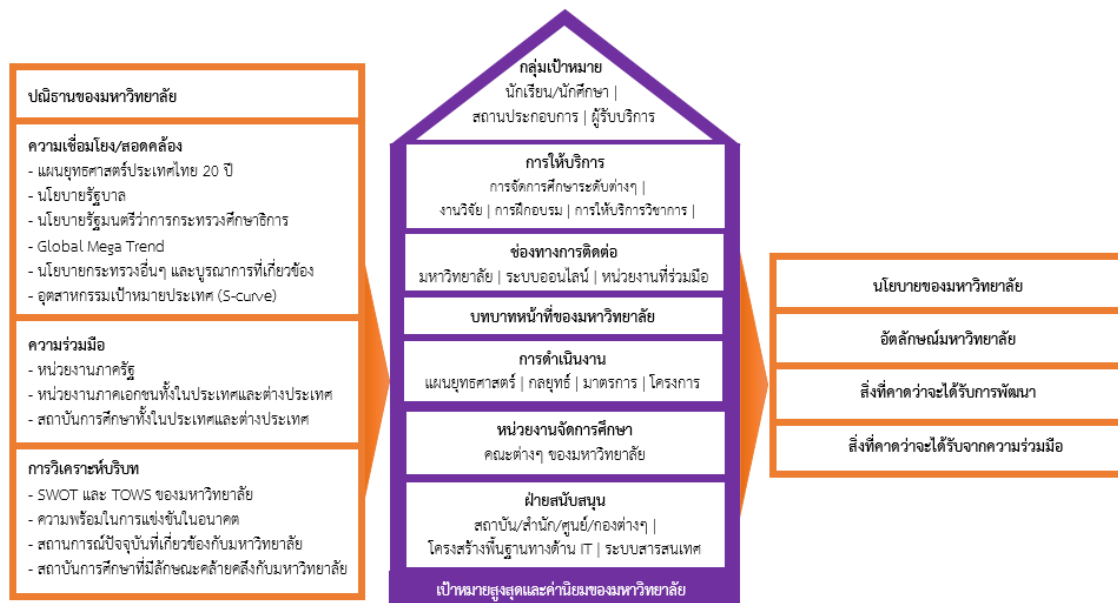 ปณิธานของมหาวิทยาลัย
ความเชื่อมโยง/สอดคล้อง
- แผนยุทธศาสตร์ประเทศไทย 20 ปี
- นโยบายรัฐบาล
- นโยบายรัฐมนตรีว่าการกระทรวงศึกษาธิการ
- Global Mega Trend
- นโยบายกระทรวงอื่นๆ และบูรณาการที่เกี่ยวข้อง
- อุตสาหกรรมเป้าหมายประเทศ (S-curve)
ความร่วมมือ
- หน่วยงานภาครัฐ
- หน่วยงานภาคเอกชนทั้งในประเทศและต่างประเทศ
- สถาบันการศึกษาทั้งในประเทศและต่างประเทศ
การวิเคราะห์บริบท
- SWOT และ TOWS ของมหาวิทยาลัย
- ความพร้อมในการแข่งขันในอนาคต
- สถานการณ์ปัจจุบันที่เกี่ยวข้องกับมหาวิทยาลัย
- สถาบันการศึกษาที่มีลักษณะคล้ายคลึงกับมหาวิทยาลัย
กลุ่มเป้าหมาย
นักเรียน/นักศึกษา |
สถานประกอบการ | ผู้รับบริการ
การให้บริการ
การจัดการศึกษาระดับต่างๆ |
งานวิจัย | การฝึกอบรม | การให้บริการวิชาการ |
ช่องทางการติดต่อ
มหาวิทยาลัย | ระบบออนไลน์ | หน่วยงานที่ร่วมมือ
บทบาทหน้าที่ของมหาวิทยาลัย
การดำเนินงาน
แผนยุทธศาสตร์ | กลยุทธ์ | มาตรการ | โครงการ
หน่วยงานจัดการศึกษา
คณะต่างๆ ของมหาวิทยาลัย
ฝ่ายสนับสนุน
สถาบัน/สำนัก/ศูนย์/กองต่างๆ |
โครงสร้างพื้นฐานทางด้าน IT | ระบบสารสนเทศ
เป้าหมายสูงสุดและค่านิยมของมหาวิทยาลัย
นโยบายของมหาวิทยาลัย
อัตลักษณ์มหาวิทยาลัย
สิ่งที่คาดว่าจะได้รับการพัฒนา
สิ่งที่คาดว่าจะได้รับจากความร่วมมือ